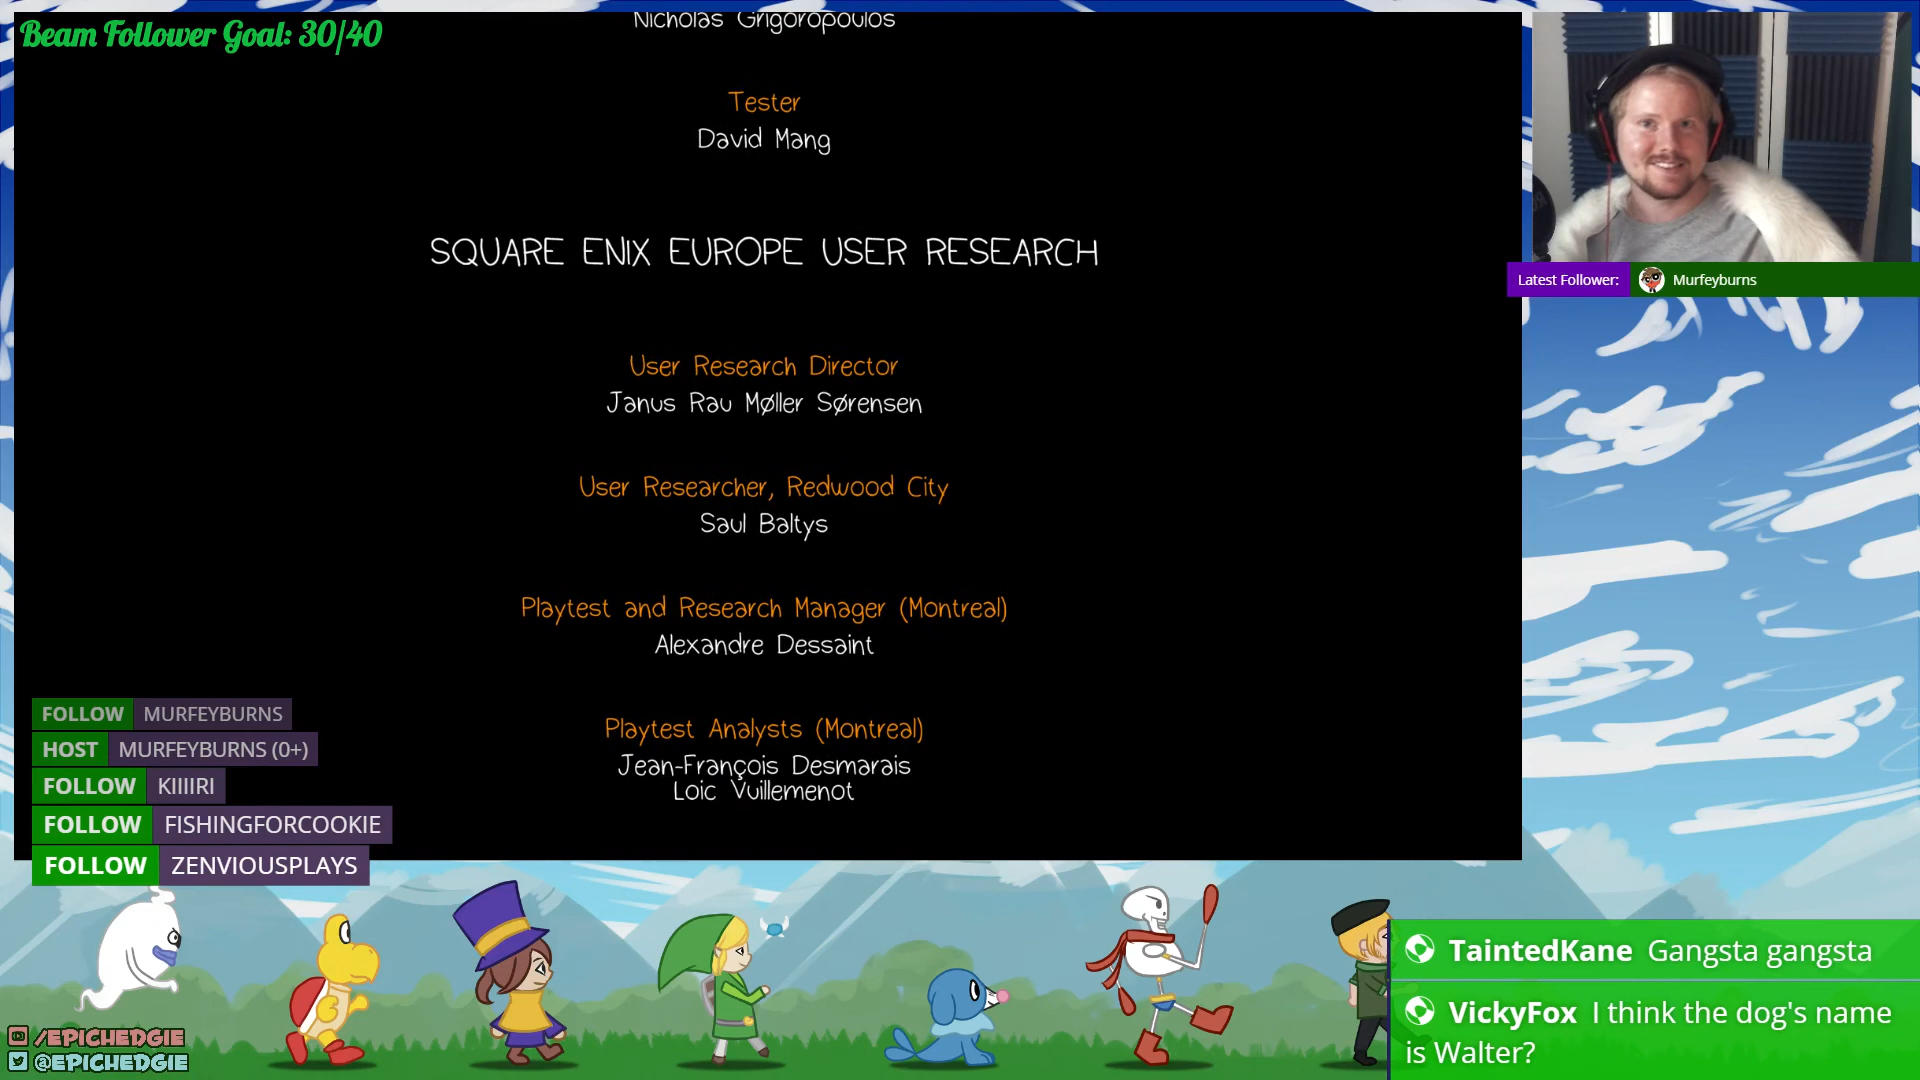 Beam Follower Goal: 30/40
Nicholas Grigoropoulos
Tester
David Mang
SQUARE ENIX EUROPE USER RESEARCH
User Research Director
Janus Rau Møller Sørensen
User Researcher, Redwood City
Saul Baltys
Playtest and Research Manager (Montreal)
Alexandre Dessaint
Playtest Analysts (Montreal)
Jean-François Desmarais
Loic Vuillemenot
Latest Follower: Murfeyburns
FOLLOW MURFEYBURNS
HOST MURFEYBURNS (0+)
FOLLOW KIIIIRI
FOLLOW FISHINGFORCOOKIE
FOLLOW ZENVIOUSPLAYS
/EPICHEDGIE
@EPICHEDGIE
TaintedKane Gangsta gangsta
VickyFox I think the dog's name
is Walter?